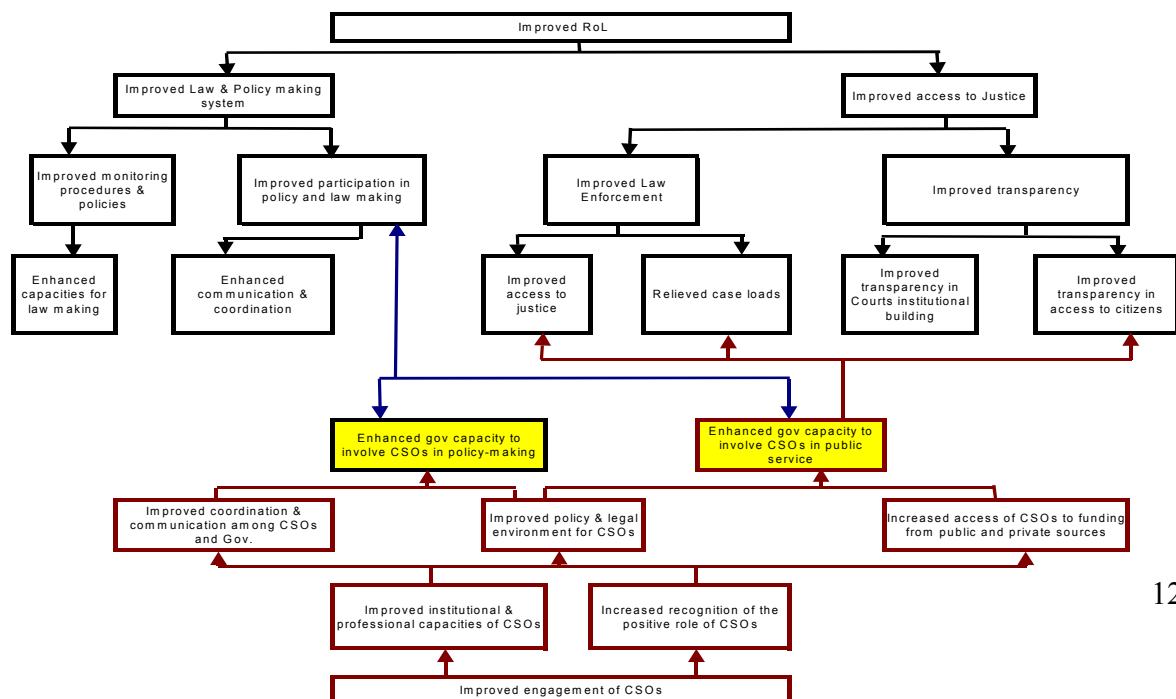 Improved RoL
Improved Law & Policy making
system
Improved access to Justice
Improved monitoring
procedures &
policies
Improved participation in
policy and law making
Improved Law
Enforcement
Improved transparency
Enhanced
capacities for
law making
Enhanced
communication &
coordination
Improved
access to
justice
Relieved case loads
Improved
transparency in
Courts institutional
building
Improved
transparency in
access to citizens
Enhanced gov capacity to
involve CSOs in policy-making
Enhanced gov capacity to
involve CSOs in public
service
Improved coordination &
communication among CSOs
and Gov.
Improved policy & legal
environment for CSOs
Increased access of CSOs to funding
from public and private sources
Improved institutional &
professional capacities of CSOs
Increased recognition of the
positive role of CSOs
12
Improved engagement of CSOs